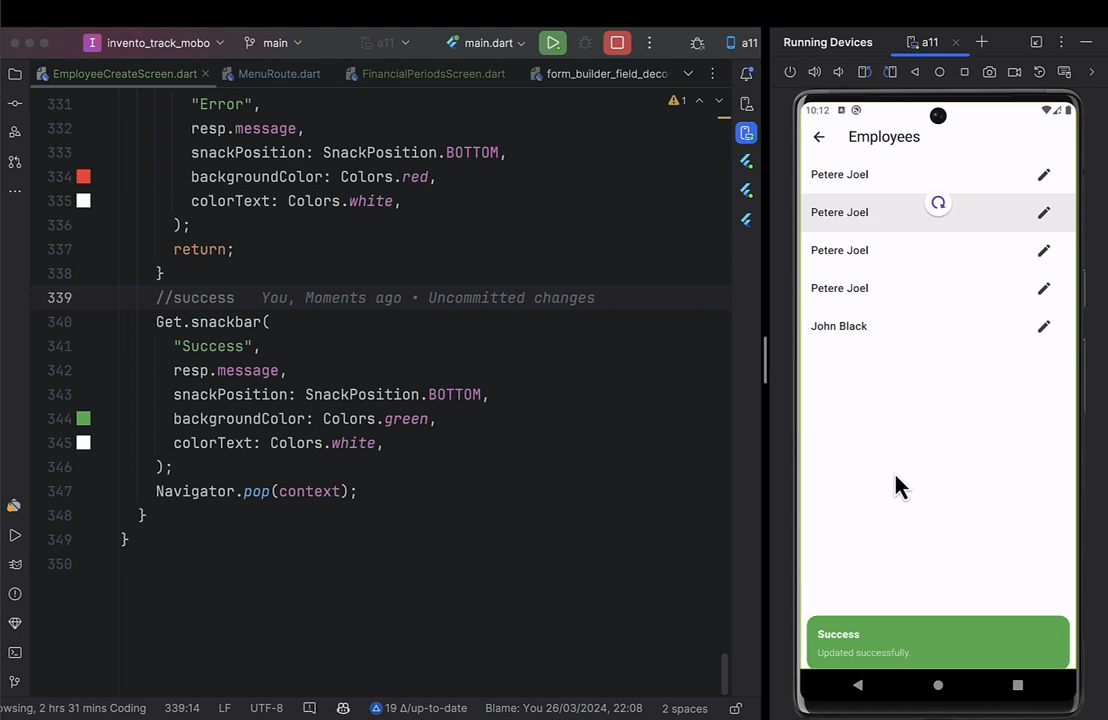 I invento_track_mobo
main
a11
main.dart
a11
Running Devices
a11
EmployeeCreateScreen.dart
MenuRoute.dart
FinancialPeriodsScreen.dart
form_builder_field_deco
331 "Error",
1
332 resp.message,
333 snackPosition: SnackPosition.BOTTOM,
334 backgroundColor: Colors.red,
335 colorText: Colors.white,
336 );
337 return;
338 }
339 //success You, Moments ago • Uncommitted changes
340 Get.snackbar(
341 "Success",
342 resp.message,
343 snackPosition: SnackPosition.BOTTOM,
344 backgroundColor: Colors.green,
345 colorText: Colors.white,
346 );
347 Navigator.pop(context);
348 }
349 }
350
owsing, 2 hrs 31 mins Coding
339:14
LF
UTF-8
19 Δ/up-to-date
Blame: You 26/03/2024, 22:08
2 spaces
10:12
Employees
Petere Joel
Petere Joel
Petere Joel
Petere Joel
John Black
Success
Updated successfully.